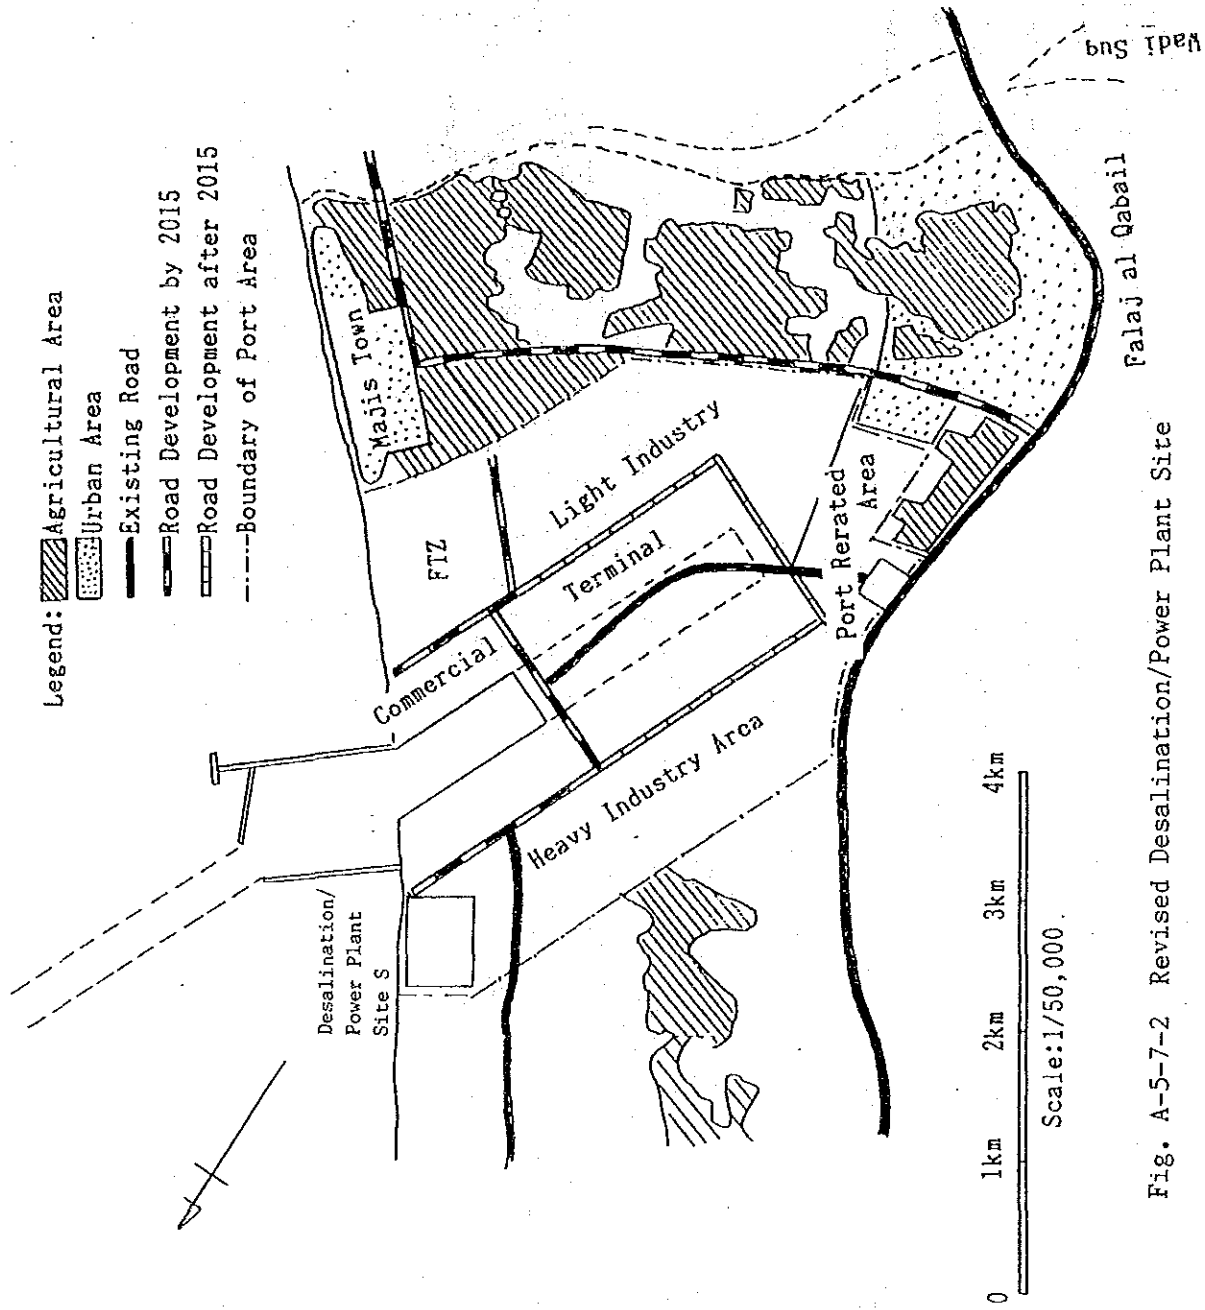 Legend:
Agricultural Area
Urban Area
Existing Road
Road Development by 2015
Road Development after 2015
Boundary of Port Area
Wadi Suq
Majis Town
FTZ
Light Industry
Commercial
Terminal
Port Rerated
Area
Heavy Industry Area
Desalination/
Power Plant
Site S
Falaj al Qabail
0 1km 2km 3km 4km
Scale:1/50,000
Fig. A-5-7-2 Revised Desalination/Power Plant Site